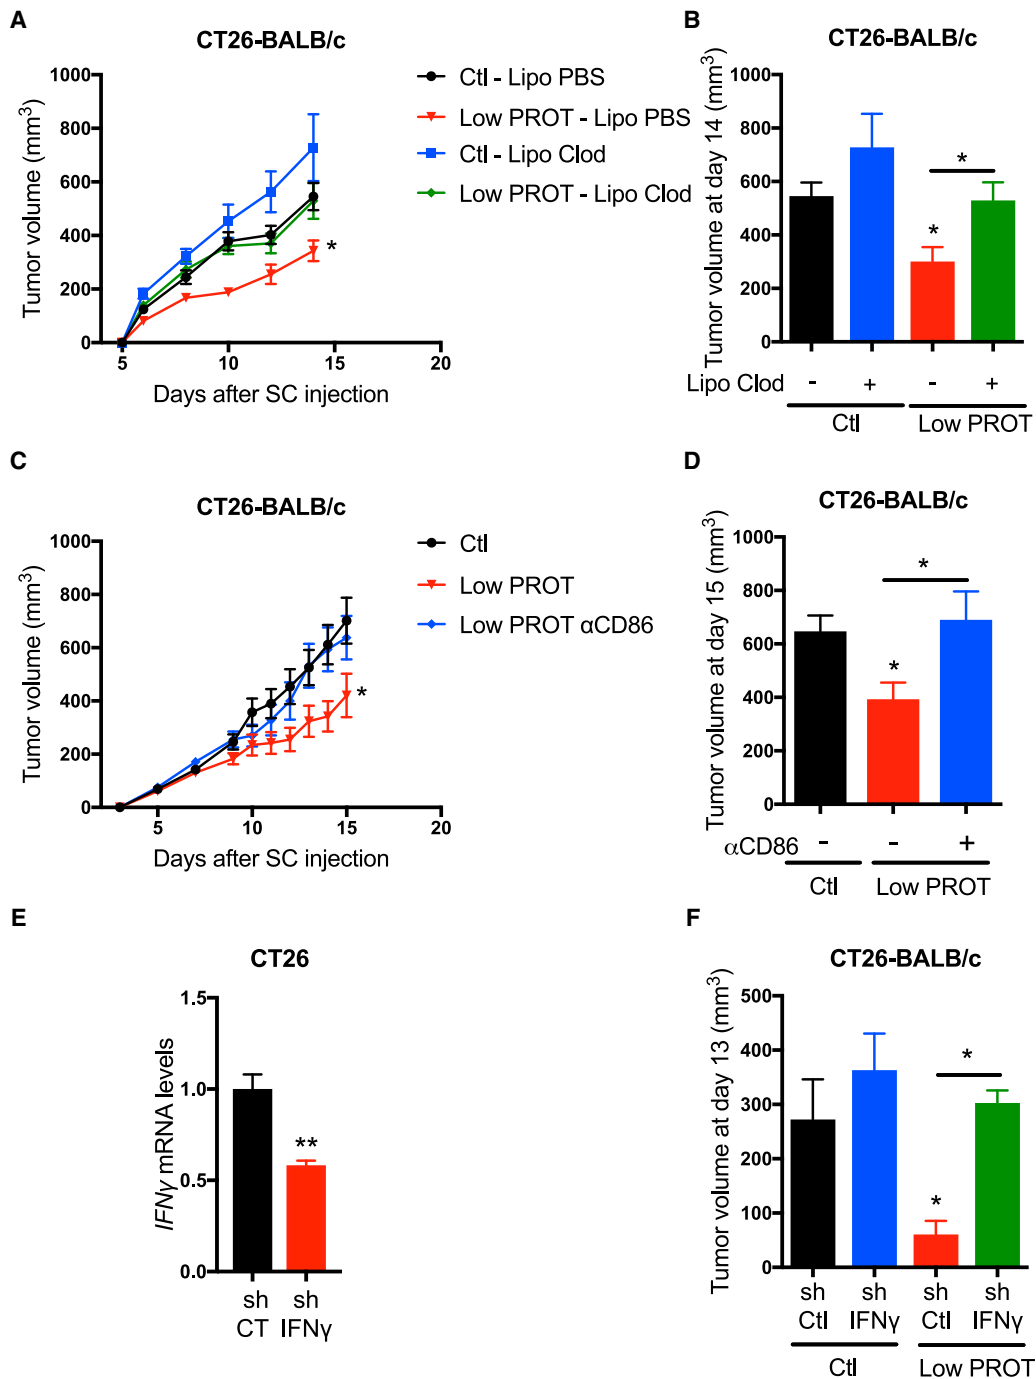 A
CT26-BALB/c
Tumor volume (mm³)
1000
800
600
400
200
0
5
10
15
20
Days after SC injection
*
Ctl - Lipo PBS
Low PROT - Lipo PBS
Ctl - Lipo Clod
Low PROT - Lipo Clod
B
CT26-BALB/c
Tumor volume at day 14 (mm³)
1000
800
600
400
200
0
*
*
Lipo Clod - + - +
Ctl Low PROT
C
CT26-BALB/c
Tumor volume (mm³)
1000
800
600
400
200
0
5
10
15
20
Days after SC injection
*
Ctl
Low PROT
Low PROT αCD86
D
CT26-BALB/c
Tumor volume at day 15 (mm³)
1000
800
600
400
200
0
*
*
αCD86 - - +
Ctl Low PROT
E
CT26
IFNγ mRNA levels
1.5
1.0
0.5
0.0
**
sh sh
CT IFNγ
F
CT26-BALB/c
Tumor volume at day 13 (mm³)
500
400
300
200
100
0
*
*
sh sh sh sh
Ctl IFNγ Ctl IFNγ
Ctl Low PROT